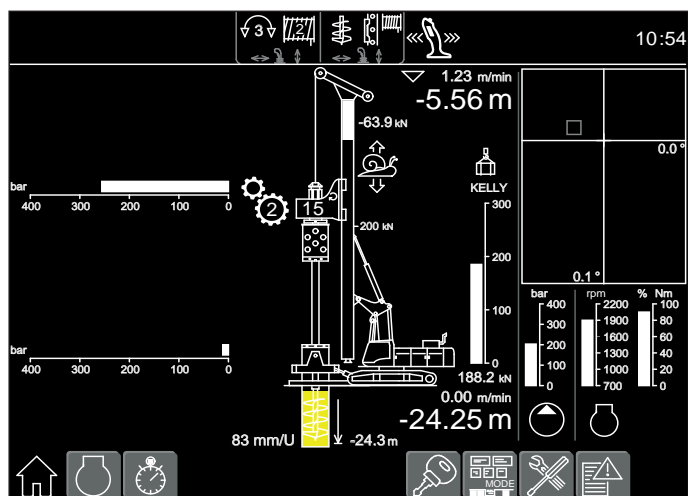 3 2
10:54
1.23 m/min
-5.56 m
-63.9 kN
0.0 °
KELLY
bar
400 300 200 100 0
2 15
300
200
100
0
-200 kN
0.1 °
bar rpm % Nm
400 2200 100
300 1900 80
200 1600 60
100 1300 40
0 1000 20
700 0
bar
400 300 200 100 0
188.2 kN
0.00 m/min
-24.25 m
83 mm/U -24.3 m
MODE